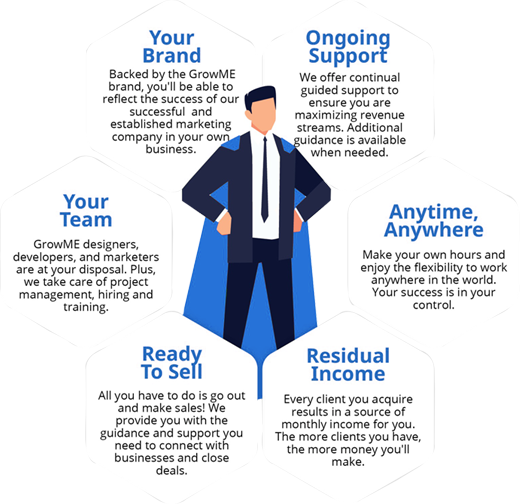 Your
Brand
Backed by the GrowME
brand, you'll be able to
reflect the success of our
successful and
established marketing
company in your own
business.
Ongoing
Support
We offer continual
guided support to
ensure you are
maximizing revenue
streams. Additional
guidance is available
when needed.
Your
Team
GrowME designers,
developers, and marketers
are at your disposal. Plus,
we take care of project
management, hiring and
training.
Anytime,
Anywhere
Make your own hours and
enjoy the flexibility to work
anywhere in the world.
Your success is in your
control.
Ready
To Sell
All you have to do is go out
and make sales! We
provide you with the
guidance and support you
need to connect with
businesses and close
deals.
Residual
Income
Every client you acquire
results in a source of
monthly income for you.
The more clients you have,
the more money you'll
make.